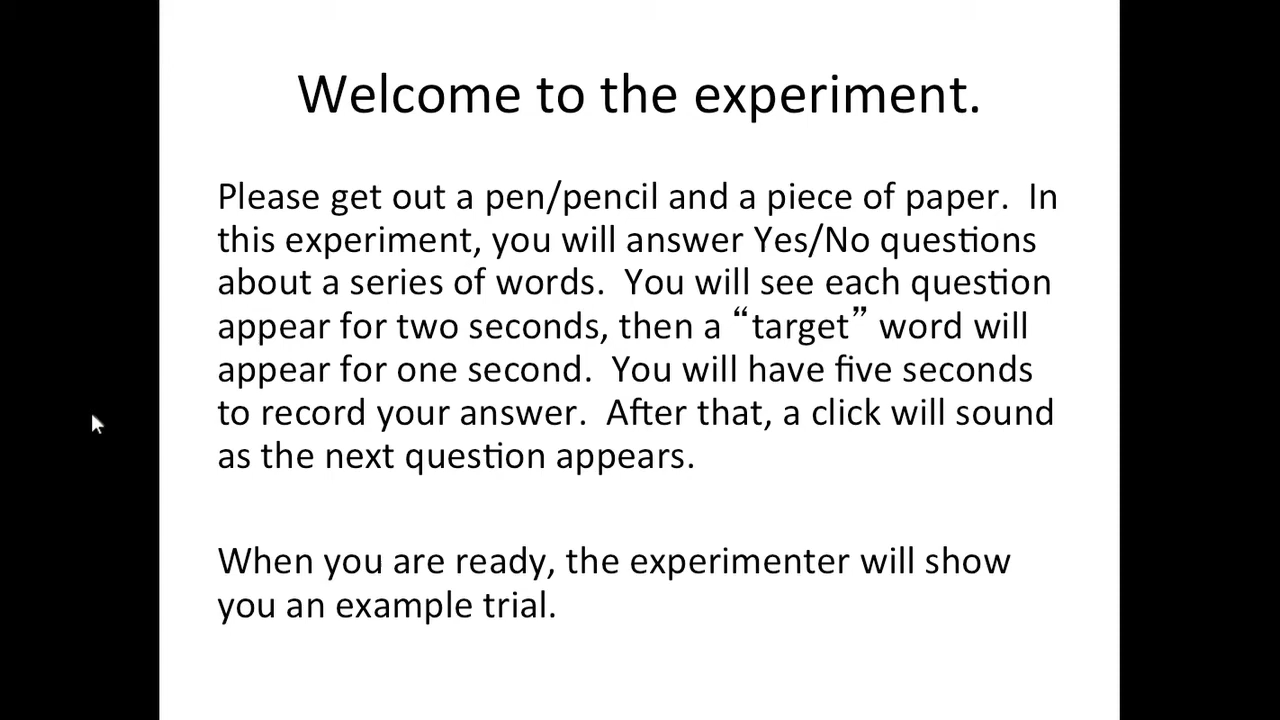 Welcome to the experiment.
Please get out a pen/pencil and a piece of paper.  In
this experiment, you will answer Yes/No questions
about a series of words.  You will see each question
appear for two seconds, then a “target” word will
appear for one second.  You will have five seconds
to record your answer.  After that, a click will sound
as the next question appears.
When you are ready, the experimenter will show
you an example trial.